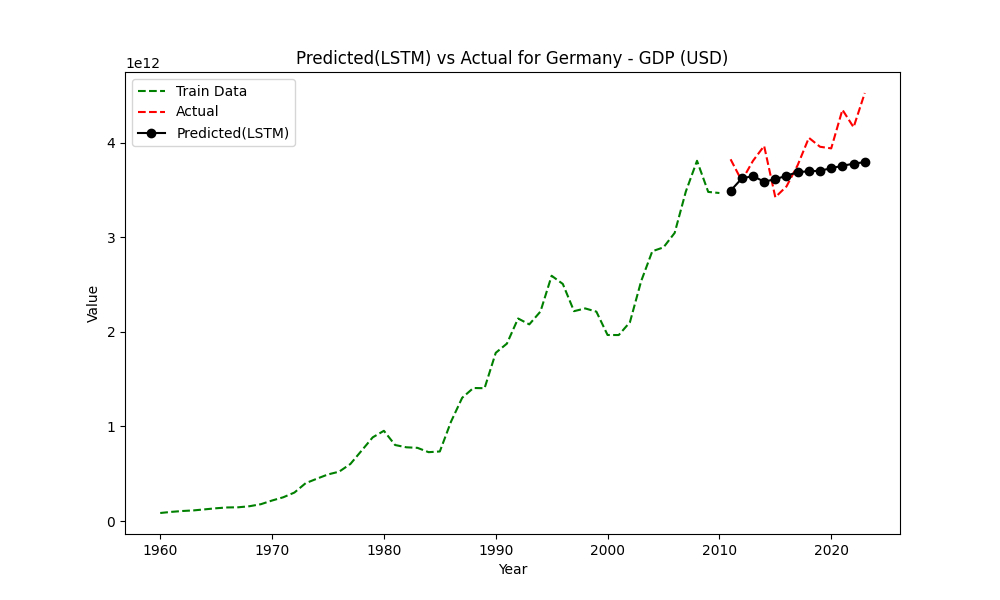 Predicted(LSTM) vs Actual for Germany - GDP (USD)
1e12
Train Data
Actual
Predicted(LSTM)
4
3
2
1
0
Value
1960 1970 1980 1990 2000 2010 2020
Year